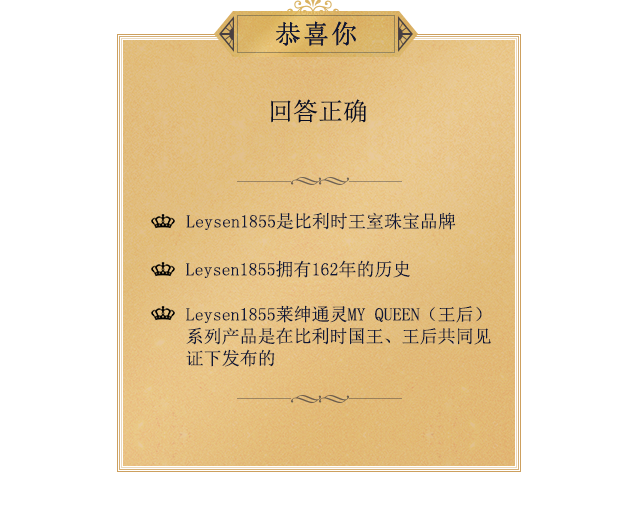 恭喜你
回答正确
Leysen1855是比利时王室珠宝品牌
Leysen1855拥有162年的历史
Leysen1855莱绅通灵MY QUEEN（王后）
系列产品是在比利时国王、王后共同见
证下发布的